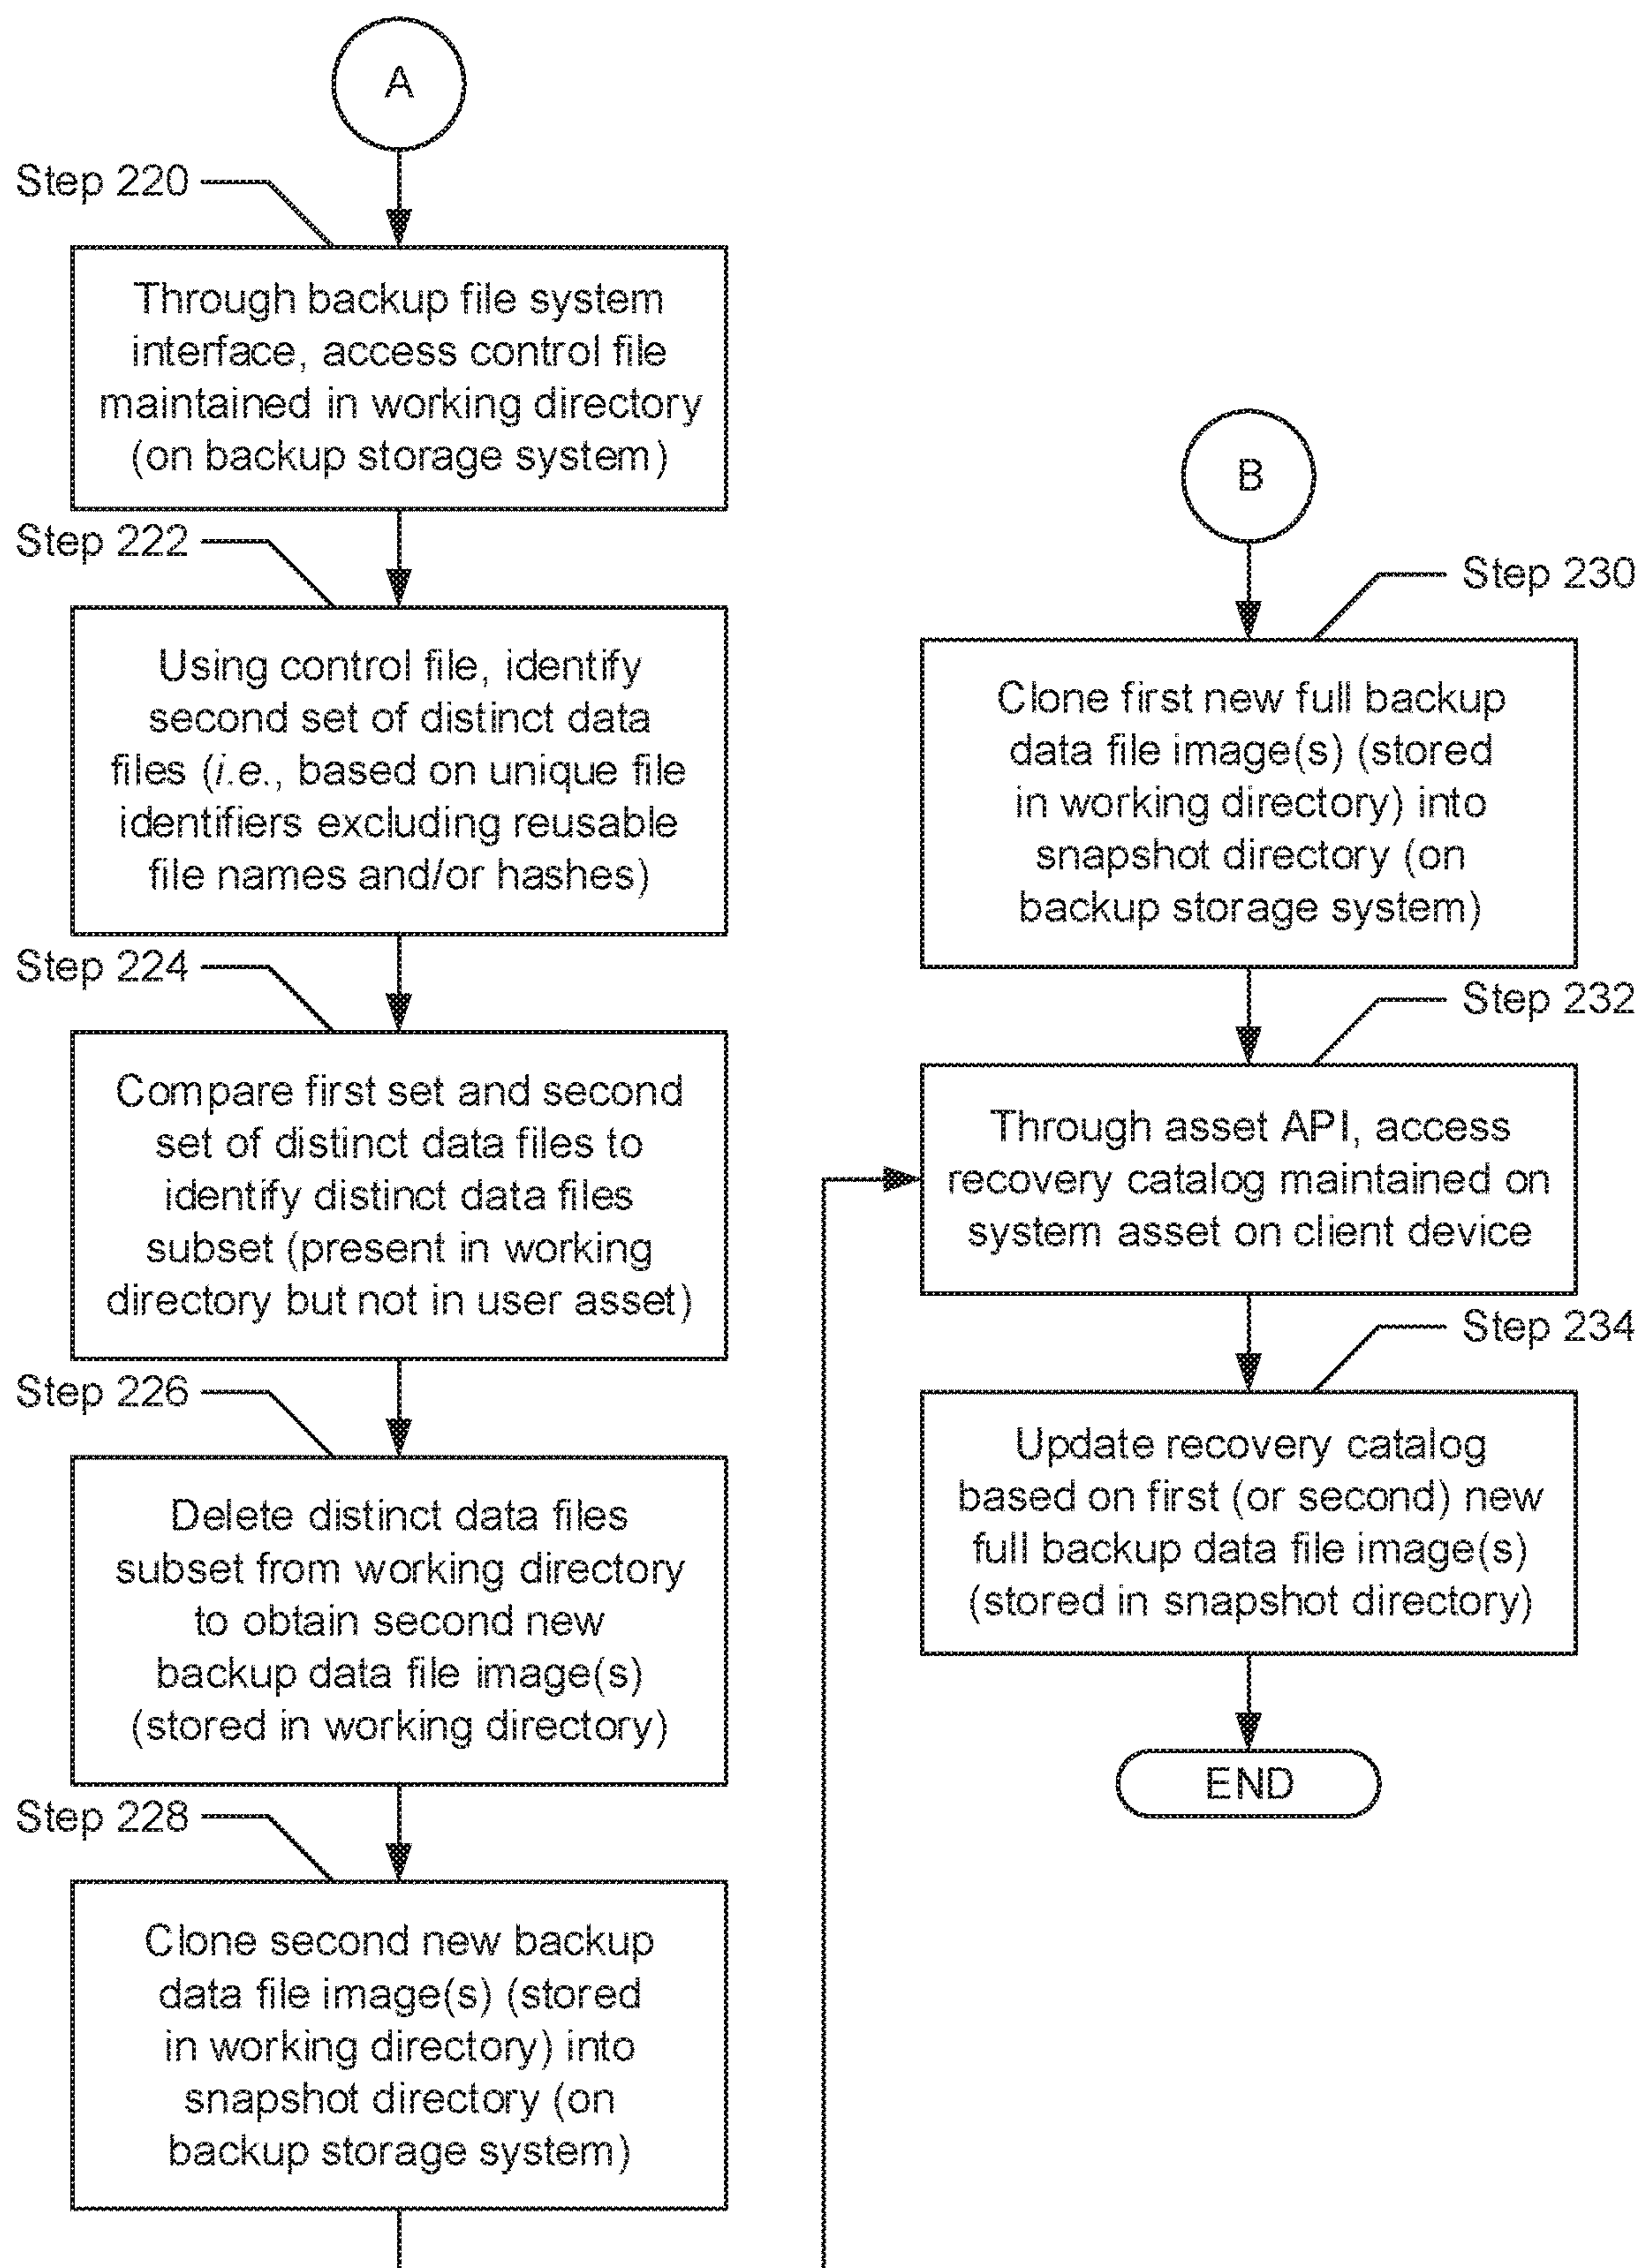 A
Step 220
Through backup file system
interface, access control file
maintained in working directory
(on backup storage system)
Step 222
Using control file, identify
second set of distinct data
files (i.e., based on unique file
identifiers excluding reusable
file names and/or hashes)
Step 224
Compare first set and second
set of distinct data files to
identify distinct data files
subset (present in working
directory but not in user asset)
Step 226
Delete distinct data files
subset from working directory
to obtain second new
backup data file image(s)
(stored in working directory)
Step 228
Clone second new backup
data file image(s) (stored
in working directory) into
snapshot directory (on
backup storage system)
B
Step 230
Clone first new full backup
data file image(s) (stored
in working directory) into
snapshot directory (on
backup storage system)
Step 232
Through asset API, access
recovery catalog maintained on
system asset on client device
Step 234
Update recovery catalog
based on first (or second) new
full backup data file image(s)
(stored in snapshot directory)
END